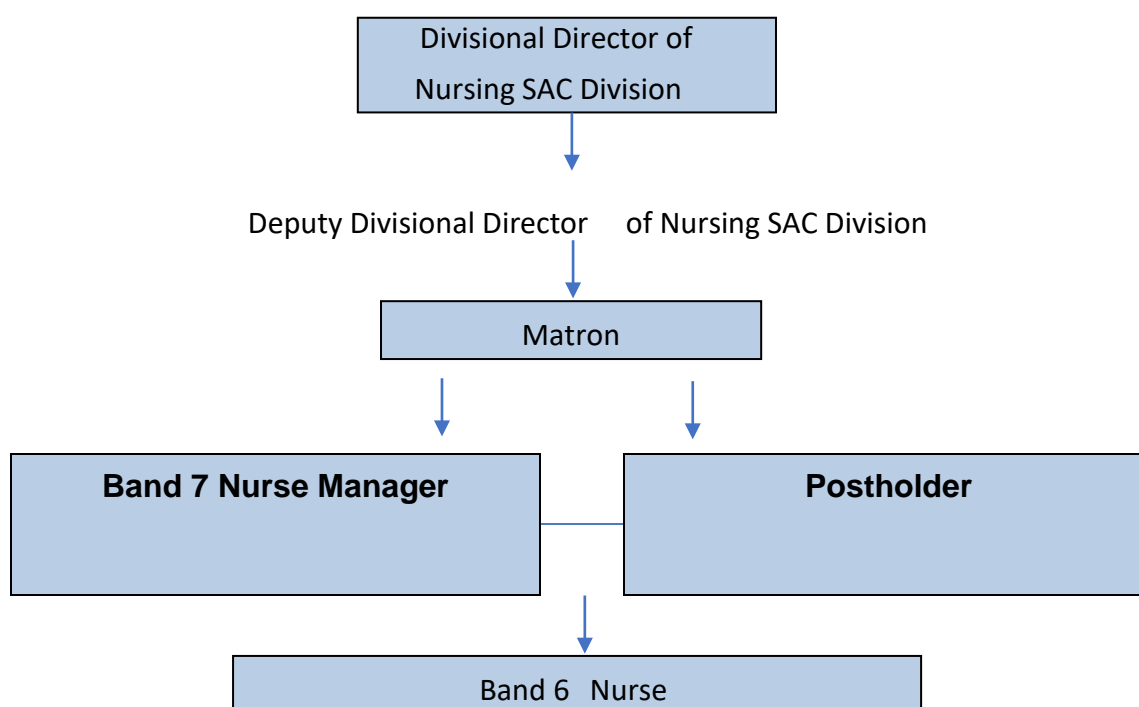 Divisional Director of
Nursing SAC Division
Deputy Divisional Director of Nursing SAC Division
Matron
Band 7 Nurse Manager
Postholder
Band 6 Nurse